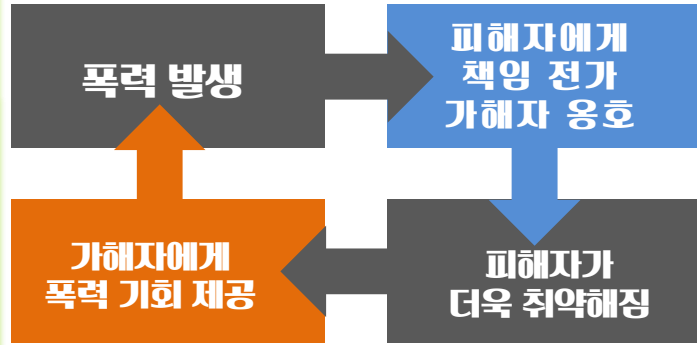 폭력 발생
피해자에게
책임 전가
가해자 옹호
가해자에게
폭력 기회 제공
피해자가
더욱 취약해짐